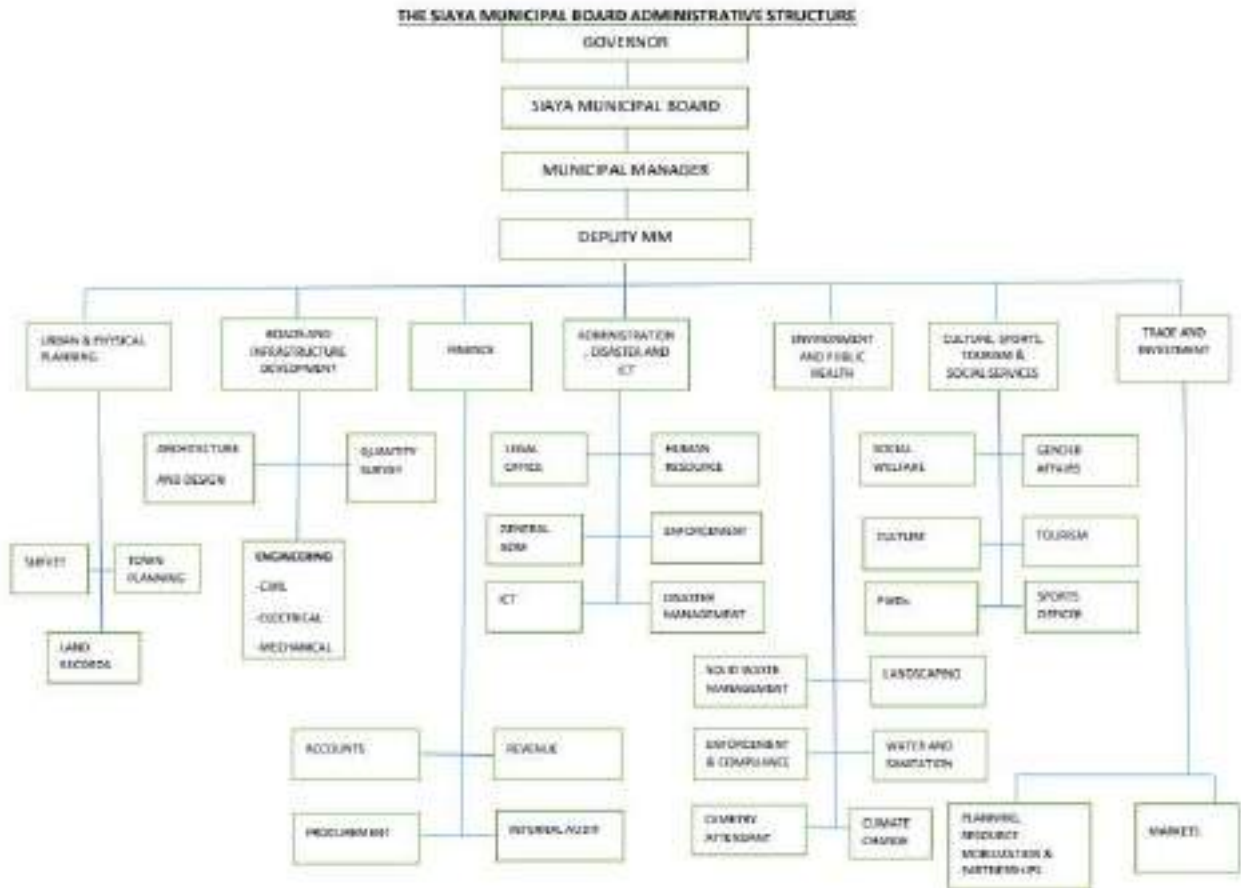 THE SIAYA MUNICIPAL BOARD ADMINISTRATIVE STRUCTURE
GOVERNOR
SIAYA MUNICIPAL BOARD
MUNICIPAL MANAGER
DEPUTY MM
URBAN & PHYSICAL
PLANNING
ROADS AND
INFRASTRUCTURE
DEVELOPMENT
FINANCE
ADMINISTRATION
, DISASTER AND
ICT
ENVIRONMENT
AND PUBLIC
HEALTH
CULTURE, SPORTS,
TOURISM &
SOCIAL SERVICES
TRADE AND
INVESTMENT
ARCHITECTURE
AND DESIGN
QUANTITY
SURVEY
LEGAL
OFFICE
HUMAN
RESOURCE
SOCIAL
WELFARE
GENDER
AFFAIRS
SURVEY
TOWN
PLANNING
ENGINEERING
-CIVIL
-ELECTRICAL
-MECHANICAL
GENERAL
ADM
ENFORCEMENT
CULTURE
TOURISM
ICT
DISASTER
MANAGEMENT
PWDs
SPORTS
OFFICER
LAND
RECORDS
SOLID WASTE
MANAGEMENT
LANDSCAPING
ACCOUNTS
REVENUE
ENFORCEMENT
& COMPLIANCE
WATER AND
SANITATION
PROCUREMENT
INTERNAL AUDIT
ATTENDANT
CLIMATE
CHANGE
PLANNING,
RESOURCE
MOBILIZATION &
PARTNERSHIPS
MARKETS